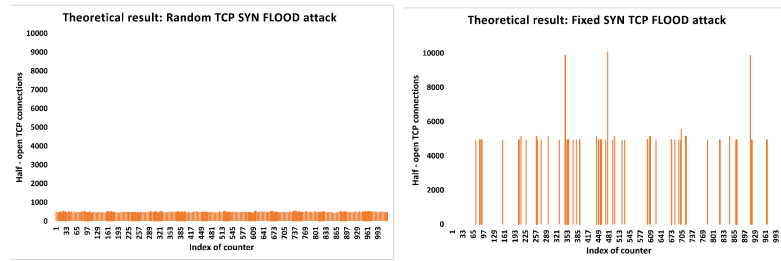 Theoretical result: Random TCP SYN FLOOD attack
10000
9000
8000
7000
6000
5000
4000
3000
2000
1000
0
Half - open TCP connections
1 33 65 97 129 161 193 225 257 289 321 353 385 417 449 481 513 545 577 609 641 673 705 737 769 801 833 865 897 929 961 993
Index of counter
Theoretical result: Fixed SYN TCP FLOOD attack
10000
8000
6000
4000
2000
0
Half - open TCP connections
1 33 65 97 129 161 193 225 257 289 321 353 385 417 449 481 513 545 577 609 641 673 705 737 769 801 833 865 897 929 961 993
Index of counter